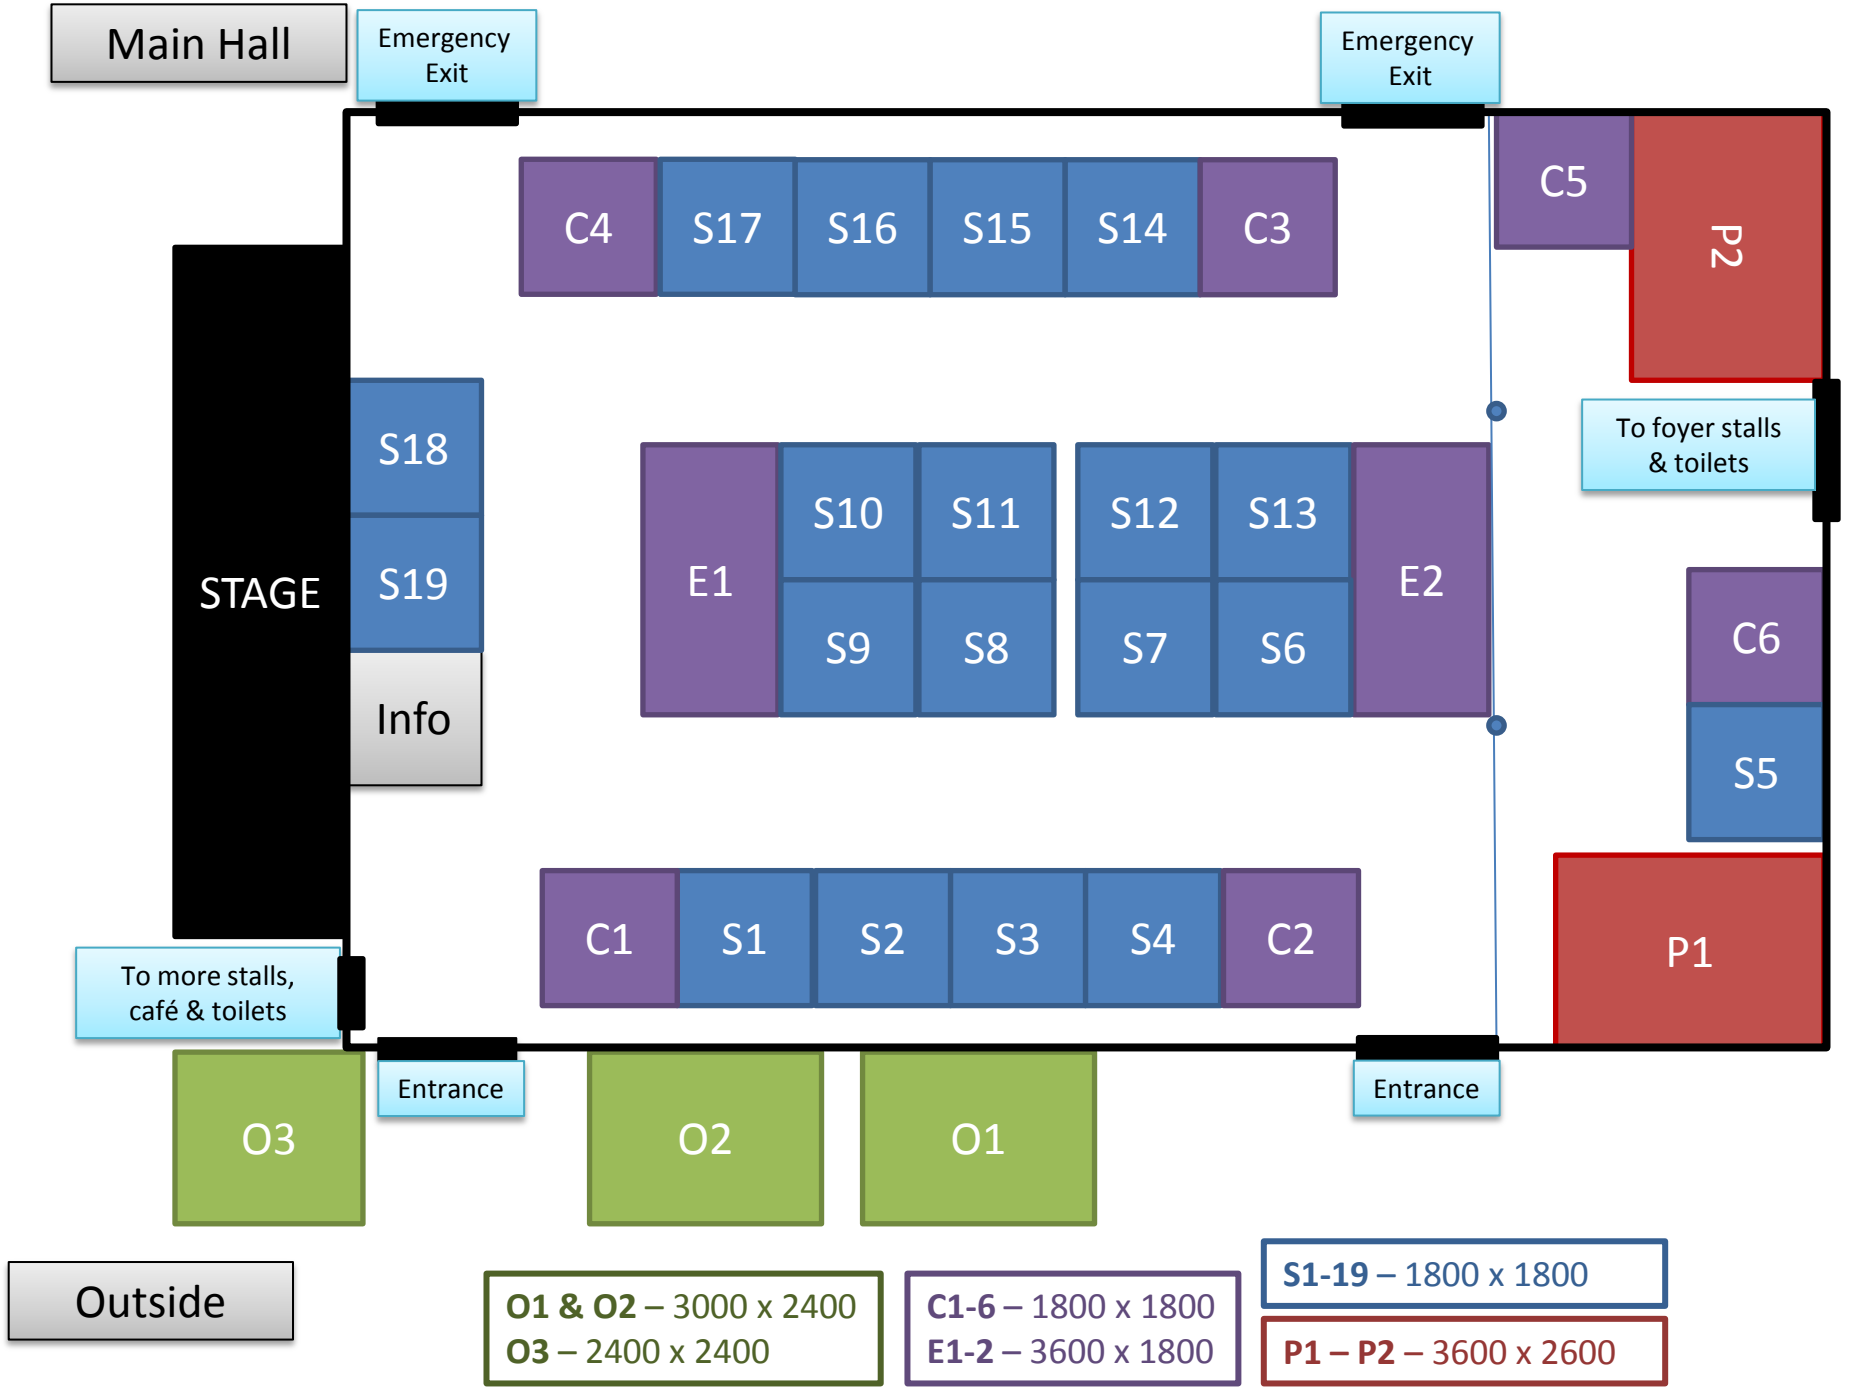 Main Hall
Emergency
Exit
Emergency
Exit
C4
S17
S16
S15
S14
C3
C5
P2
To foyer stalls
& toilets
STAGE
S18
S19
Info
E1
S10
S11
S12
S13
E2
S9
S8
S7
S6
C6
S5
C1
S1
S2
S3
S4
C2
P1
To more stalls,
café & toilets
Entrance
Entrance
O3
O2
O1
Outside
O1 & O2 – 3000 x 2400
O3 – 2400 x 2400
C1-6 – 1800 x 1800
E1-2 – 3600 x 1800
S1-19 – 1800 x 1800
P1 – P2 – 3600 x 2600